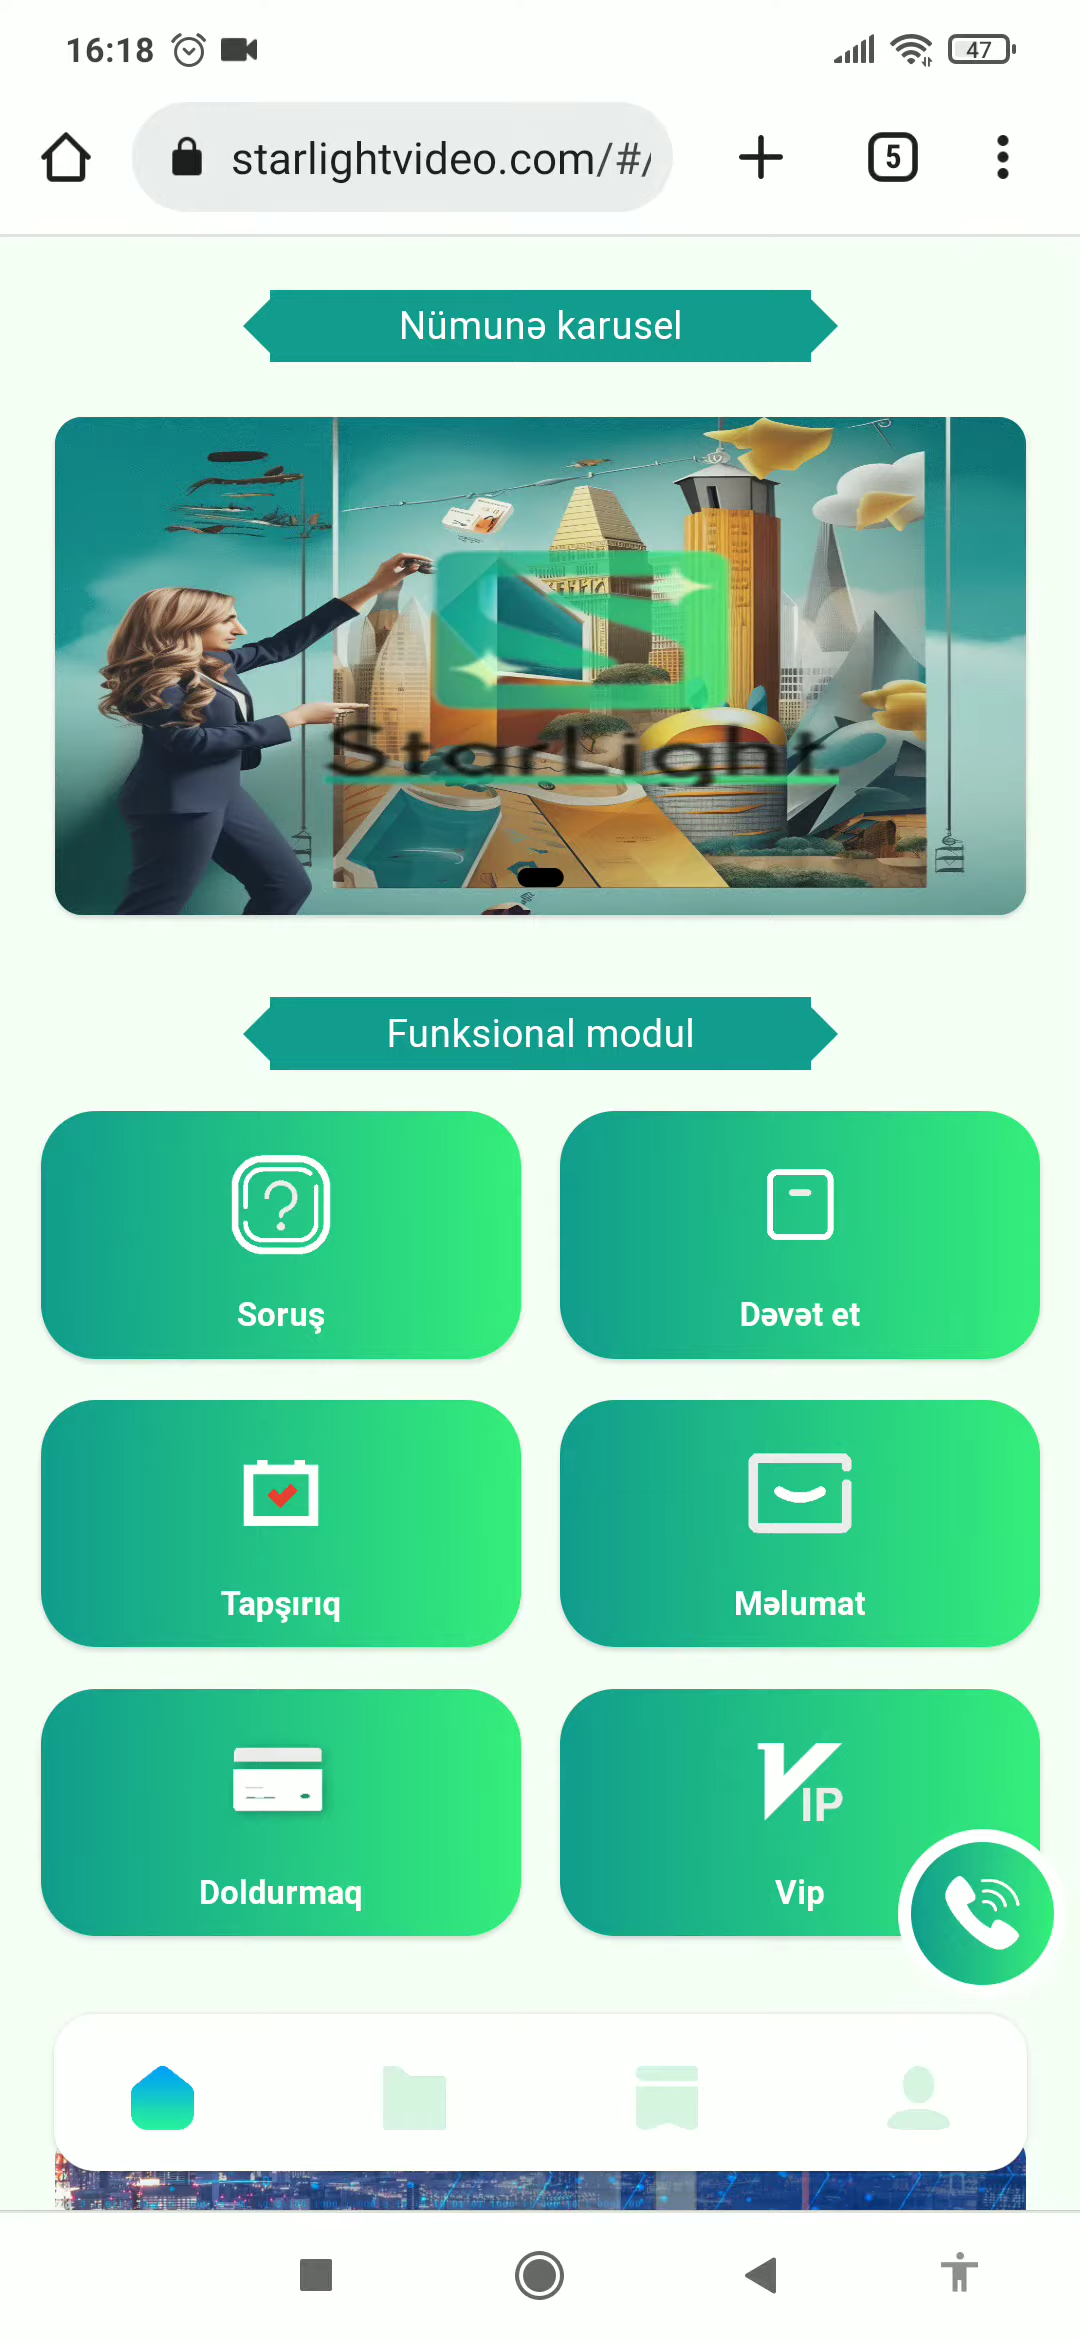 16:18
47
starlightvideo.com/#/
5
Nümunə karusel
StarLight.
Funksional modul
Soruş
Dəvət et
Tapşırıq
Məlumat
Doldurmaq
VIP
Vip